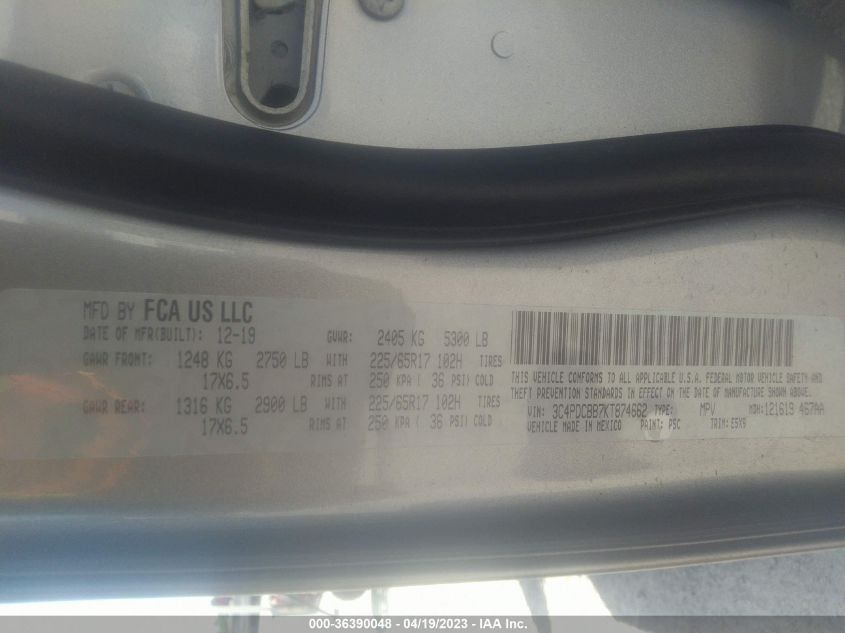 MFD BY FCA US LLC
DATE OF MFR(BUILT): 12-19 GVWR: 2405 KG 5300 LB
GAWR FRONT: 1248 KG 2750 LB WITH 225/65R17 102H TIRES
17X6.5 RIMS AT 250 KPA ( 36 PSI) COLD
GAWR REAR: 1316 KG 2900 LB WITH 225/65R17 102H TIRES
17X6.5 RIMS AT 250 KPA ( 36 PSI) COLD
THIS VEHICLE CONFORMS TO ALL APPLICABLE U.S.A. FEDERAL MOTOR VEHICLE SAFETY AND
THEFT PREVENTION STANDARDS IN EFFECT ON THE DATE OF MANUFACTURE SHOWN ABOVE.
VIN: 3C4PDCBB7KT874662 TYPE: MPV MDH: 121619 467AA
VEHICLE MADE IN MEXICO PAINT: PSC TRIM: E5X9
000-36390048 - 04/19/2023 - IAA Inc.